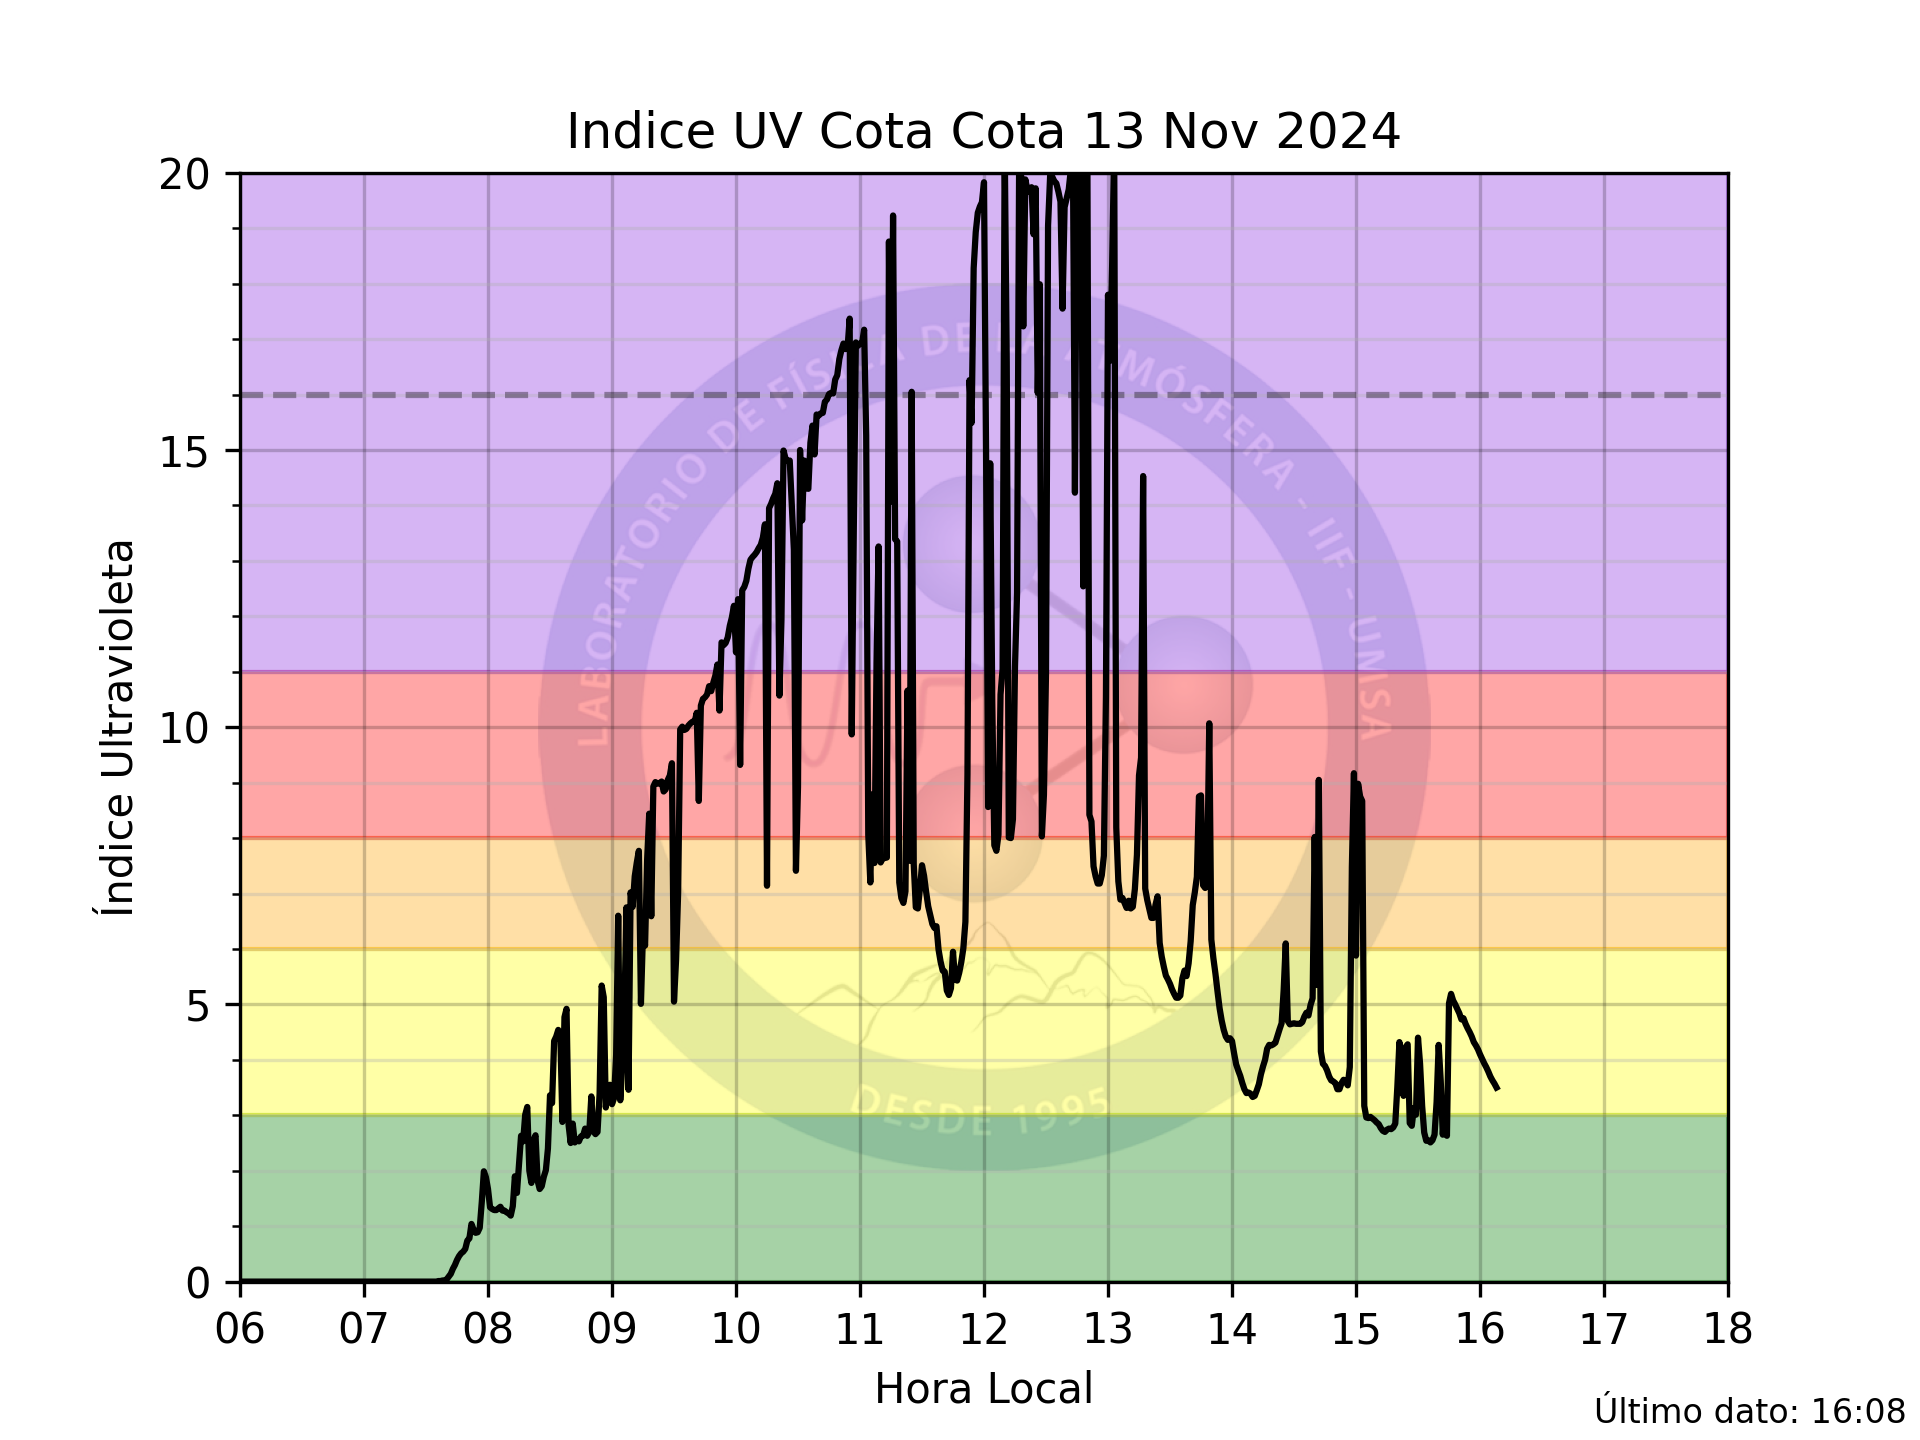 Indice UV Cota Cota 13 Nov 2024
20
15
10
5
0
Índice Ultravioleta
LABORATORIO DE FÍSICA DE LA ATMÓSFERA - IIF - UMSA
DESDE 1995
06 07 08 09 10 11 12 13 14 15 16 17 18
Hora Local
Último dato: 16:08